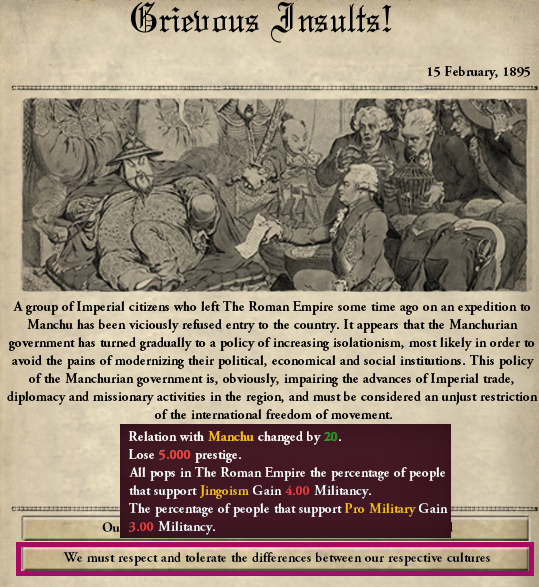 Grievous Insults!
15 February, 1895
A group of Imperial citizens who left The Roman Empire some time ago on an expedition to
Manchu has been viciously refused entry to the country. It appears that the Manchurian
government has turned gradually to a policy of increasing isolationism, most likely in order to
avoid the pains of modernizing their political, economical and social institutions. This policy
of the Manchurian government is, obviously, impairing the advances of Imperial trade,
diplomacy and missionary activities in the region, and must be considered an unjust restriction
of the international freedom of movement.
Relation with Manchu changed by 20.
Lose 5.000 prestige.
All pops in The Roman Empire the percentage of people
that support Jingoism Gain 4.00 Militancy.
The percentage of people that support Pro Military Gain
3.00 Militancy.
We must respect and tolerate the differences between our respective cultures